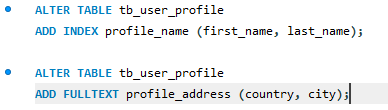 ALTER TABLE tb_user_profile
ADD INDEX profile_name (first_name, last_name);
ALTER TABLE tb_user_profile
ADD FULLTEXT profile_address (country, city);